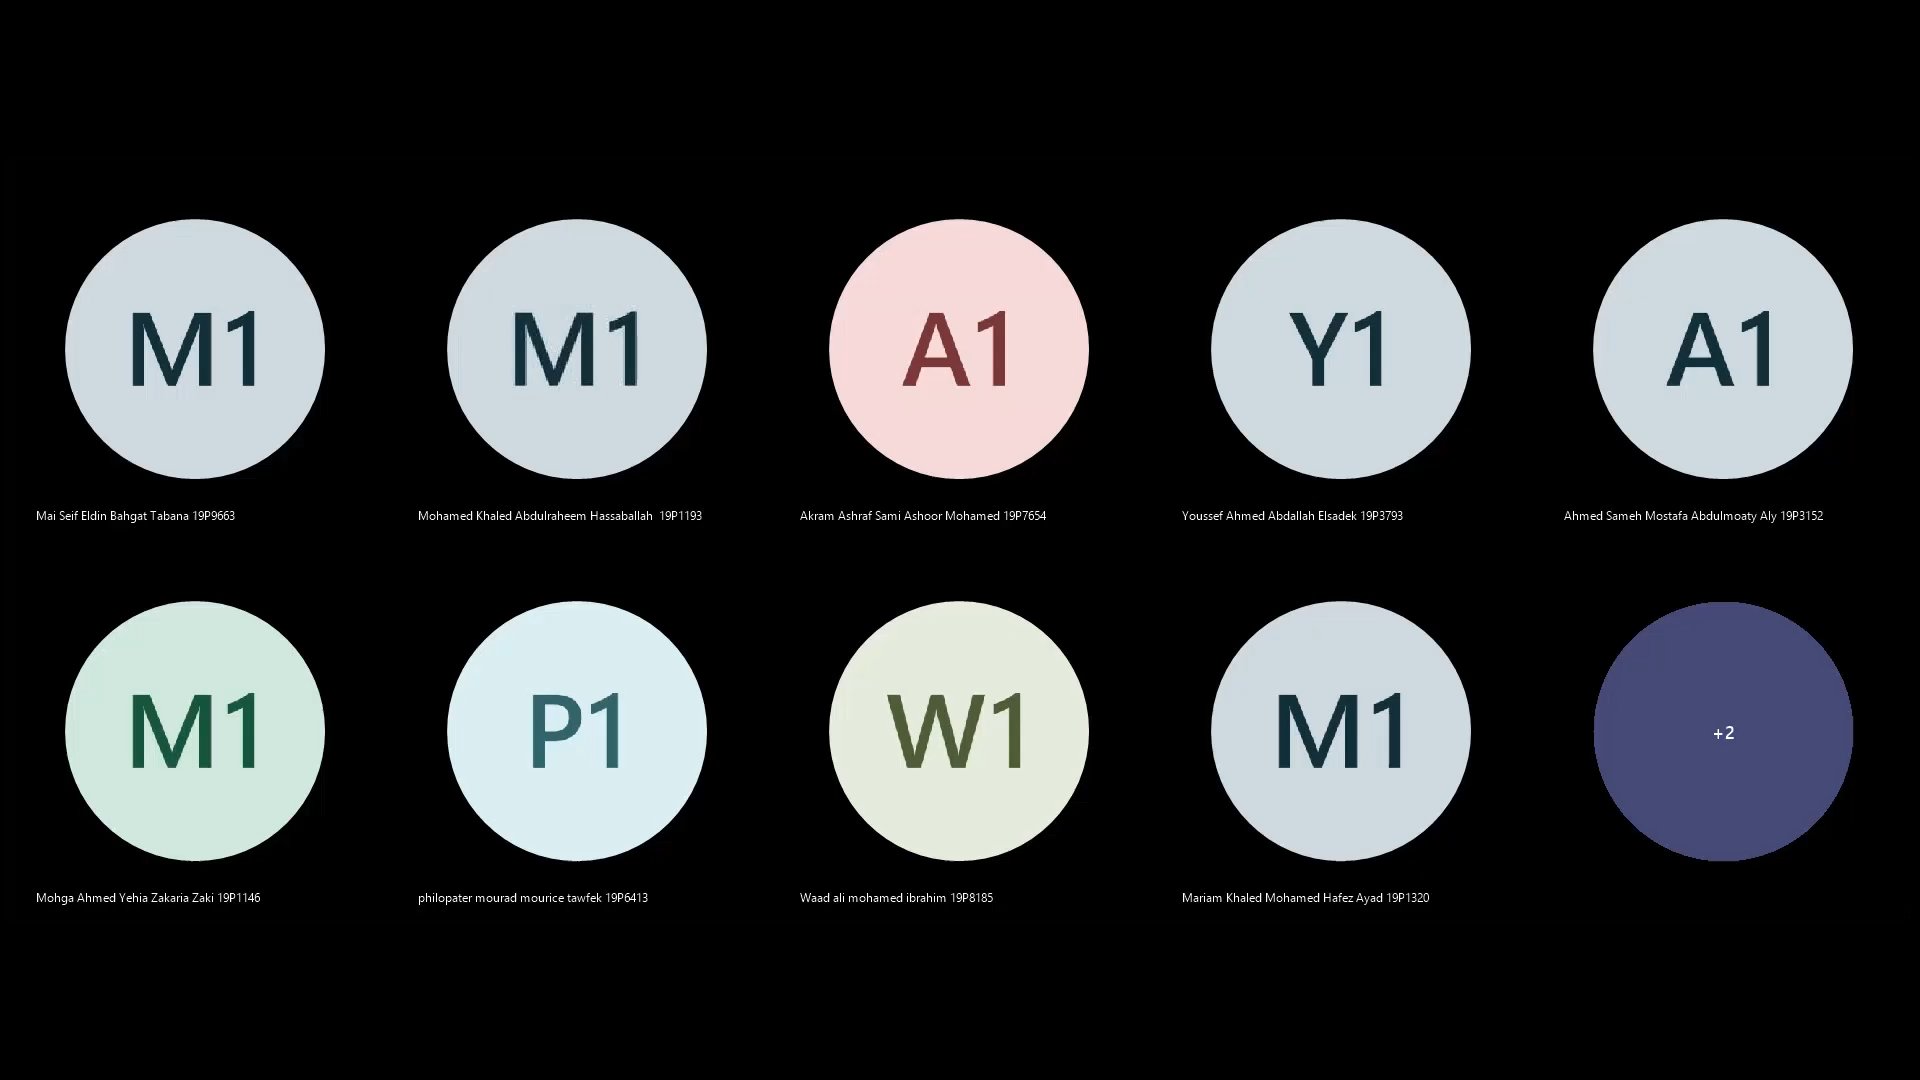 M1
M1
A1
Y1
A1
Mai Seif Eldin Bahgat Tabana 19P9663
Mohamed Khaled Abdulraheem Hassaballah 19P1193
Akram Ashraf Sami Ashoor Mohamed 19P7654
Youssef Ahmed Abdallah Elsadek 19P3793
Ahmed Sameh Mostafa Abdulmoaty Aly 19P3152
M1
P1
W1
M1
+2
Mohga Ahmed Yehia Zakaria Zaki 19P1146
philopater mourad mourice tawfek 19P6413
Waad ali mohamed ibrahim 19P8185
Mariam Khaled Mohamed Hafez Ayad 19P1320